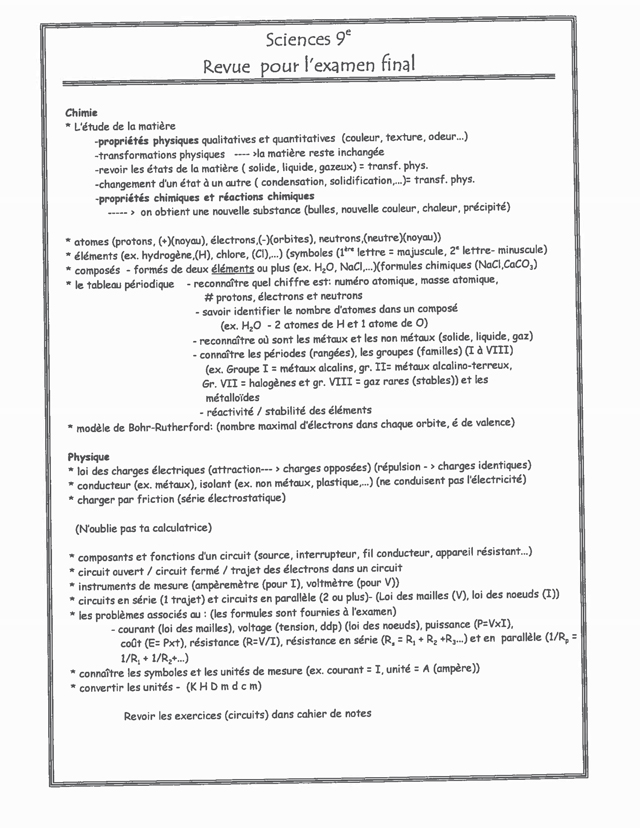 Sciences 9e
Revue pour l'examen final
Chimie
* L'étude de la matière
-propriétés physiques qualitatives et quantitatives (couleur, texture, odeur...)
-transformations physiques ---- >la matière reste inchangée
-revoir les états de la matière ( solide, liquide, gazeux) = transf. phys.
-changement d'un état à un autre ( condensation, solidification,...)= transf. phys.
-propriétés chimiques et réactions chimiques
----- > on obtient une nouvelle substance (bulles, nouvelle couleur, chaleur, précipité)
* atomes (protons, (+)(noyau), électrons,(-)(orbites), neutrons,(neutre)(noyau))
* éléments (ex. hydrogène,(H), chlore, (Cl),...) (symboles (1ère lettre = majuscule, 2e lettre- minuscule)
* composés - formés de deux éléments ou plus (ex. H₂O, NaCl,...)(formules chimiques (NaCl,CaCO₃)
* le tableau périodique - reconnaître quel chiffre est: numéro atomique, masse atomique,
# protons, électrons et neutrons
- savoir identifier le nombre d'atomes dans un composé
(ex. H₂O - 2 atomes de H et 1 atome de O)
- reconnaître où sont les métaux et les non métaux (solide, liquide, gaz)
- connaître les périodes (rangées), les groupes (familles) (I à VIII)
(ex. Groupe I = métaux alcalins, gr. II= métaux alcalino-terreux,
Gr. VII = halogènes et gr. VIII = gaz rares (stables)) et les
métalloïdes
- réactivité / stabilité des éléments
* modèle de Bohr-Rutherford: (nombre maximal d'électrons dans chaque orbite, é de valence)
Physique
* loi des charges électriques (attraction--- > charges opposées) (répulsion - > charges identiques)
* conducteur (ex. métaux), isolant (ex. non métaux, plastique,...) (ne conduisent pas l'électricité)
* charger par friction (série électrostatique)
(N'oublie pas ta calculatrice)
* composants et fonctions d'un circuit (source, interrupteur, fil conducteur, appareil résistant...)
* circuit ouvert / circuit fermé / trajet des électrons dans un circuit
* instruments de mesure (ampèremètre (pour I), voltmètre (pour V))
* circuits en série (1 trajet) et circuits en parallèle (2 ou plus)- (Loi des mailles (V), loi des noeuds (I))
* les problèmes associés au : (les formules sont fournies à l'examen)
- courant (loi des mailles), voltage (tension, ddp) (loi des noeuds), puissance (P=VxI),
coût (E= Pxt), résistance (R=V/I), résistance en série (Rs = R₁ + R₂ +R₃...) et en parallèle (1/Rp =
1/R₁ + 1/R₂+...)
* connaître les symboles et les unités de mesure (ex. courant = I, unité = A (ampère))
* convertir les unités - (K H D m d c m)
Revoir les exercices (circuits) dans cahier de notes